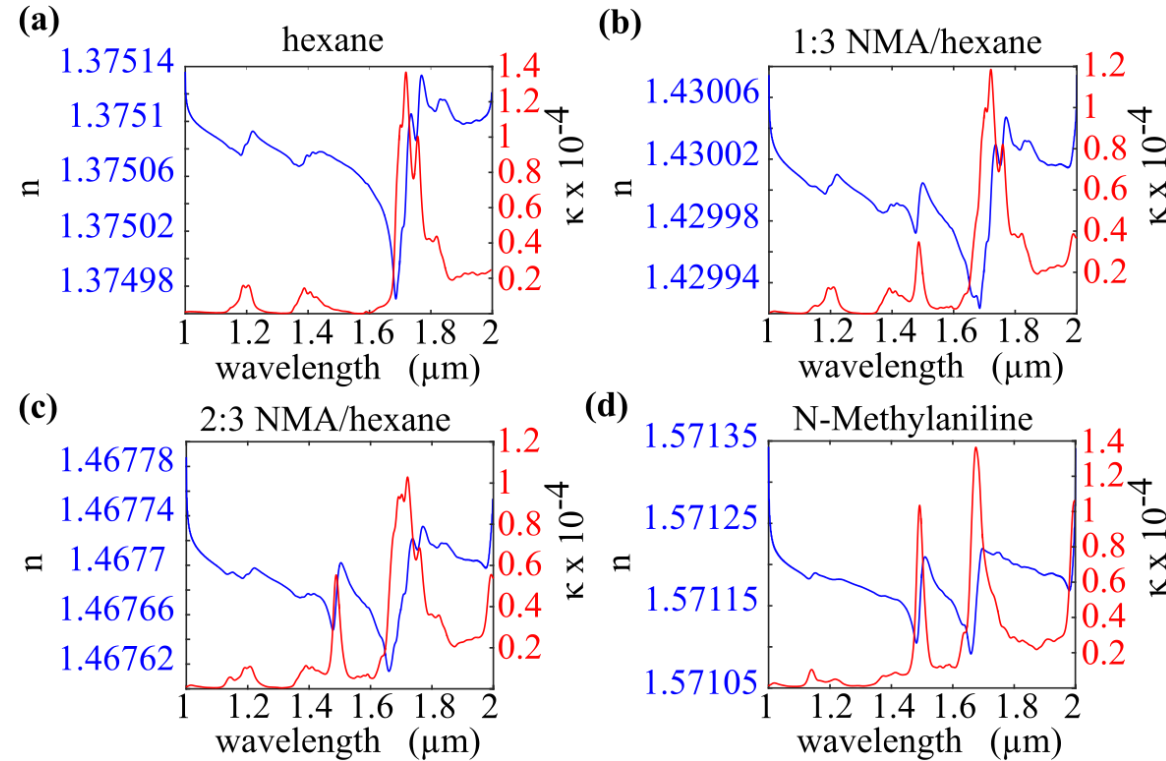 (a)
hexane
1.37514
1.3751
1.37506
1.37502
1.37498
n
1.4
1.2
1
0.8
0.6
0.4
0.2
κ x 10-4
1 1.2 1.4 1.6 1.8 2
wavelength (μm)
(b)
1:3 NMA/hexane
1.43006
1.43002
1.42998
1.42994
n
1.2
1
0.8
0.6
0.4
0.2
κ x 10-4
1 1.2 1.4 1.6 1.8 2
wavelength (μm)
(c)
2:3 NMA/hexane
1.46778
1.46774
1.4677
1.46766
1.46762
n
1.2
1
0.8
0.6
0.4
0.2
κ x 10-4
1 1.2 1.4 1.6 1.8 2
wavelength (μm)
(d)
N-Methylaniline
1.57135
1.57125
1.57115
1.57105
n
1.4
1.2
1
0.8
0.6
0.4
0.2
κ x 10-4
1 1.2 1.4 1.6 1.8 2
wavelength (μm)